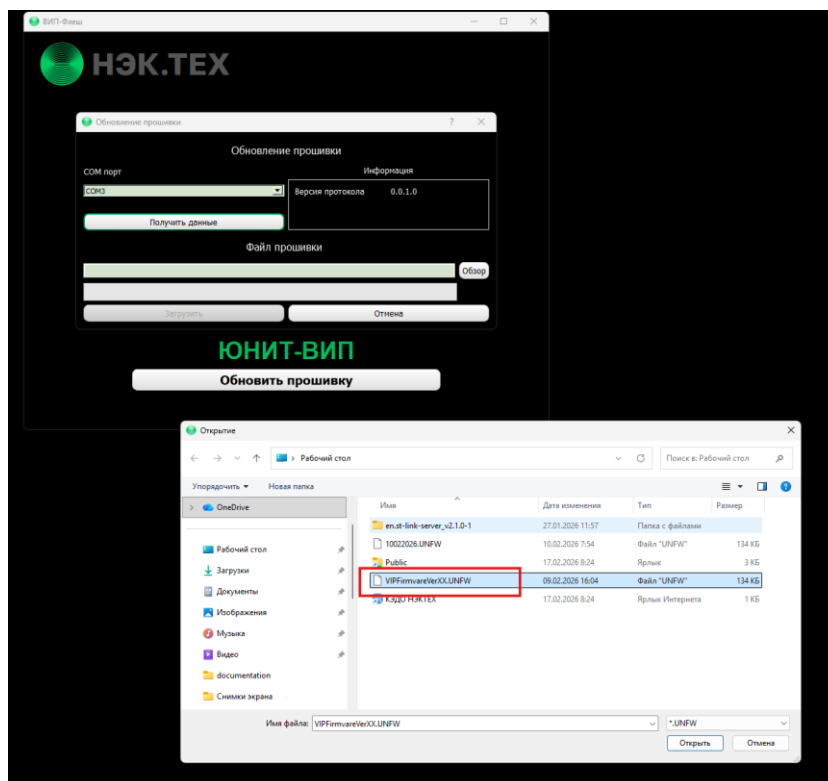 ВИП-Флеш
НЭК.ТЕХ
Обновление прошивки
Обновление прошивки
COM порт
Информация
COM3
Версия протокола 0.0.1.0
Получить данные
Файл прошивки
Обзор
Загрузить
Отмена
ЮНИТ-ВИП
Обновить прошивку
Открытие
Рабочий стол
Поиск в: Рабочий стол
Упорядочить
Новая папка
OneDrive
Имя Дата изменения Тип Размер
en.st-link-server_v2.1.0-1 27.01.2026 11:57 Папка с файлами
10022026.UNFW 10.02.2026 7:54 Файл "UNFW" 134 КБ
Public 17.02.2026 8:24 Ярлык 3 КБ
VIPFirmvareVerXX.UNFW 09.02.2026 16:04 Файл "UNFW" 134 КБ
КЭДО НЭКТЕХ 17.02.2026 8:24 Ярлык Интернета 1 КБ
Рабочий стол
Загрузки
Документы
Изображения
Музыка
Видео
documentation
Снимки экрана
Имя файла: VIPFirmvareVerXX.UNFW
*.UNFW
Открыть
Отмена